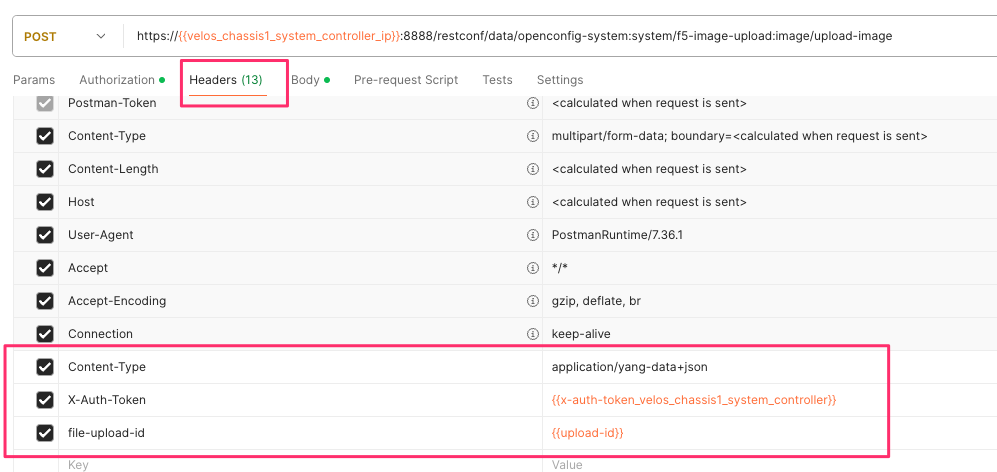 POST https://{{velos_chassis1_system_controller_ip}}:8888/restconf/data/openconfig-system:system/f5-image-upload:image/upload-image
Params Authorization Headers (13) Body Pre-request Script Tests Settings
Postman-Token <calculated when request is sent>
Content-Type multipart/form-data; boundary=<calculated when request is sent>
Content-Length <calculated when request is sent>
Host <calculated when request is sent>
User-Agent PostmanRuntime/7.36.1
Accept */*
Accept-Encoding gzip, deflate, br
Connection keep-alive
Content-Type application/yang-data+json
X-Auth-Token {{x-auth-token_velos_chassis1_system_controller}}
file-upload-id {{upload-id}}
Key Value